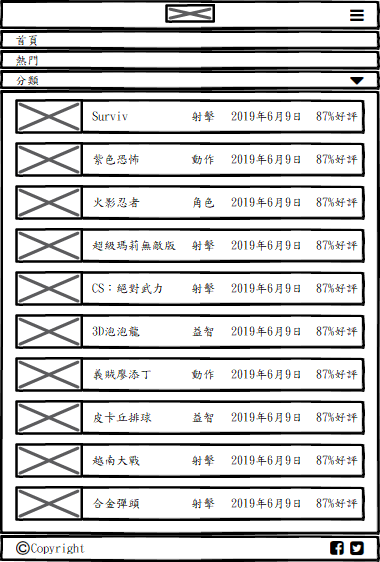 首頁
熱門
分類
Surviv 射擊 2019年6月9日 87%好評
紫色恐怖 動作 2019年6月9日 87%好評
火影忍者 角色 2019年6月9日 87%好評
超級瑪莉無敵版 射擊 2019年6月9日 87%好評
CS：絕對武力 射擊 2019年6月9日 87%好評
3D泡泡龍 益智 2019年6月9日 87%好評
義賊廖添丁 動作 2019年6月9日 87%好評
皮卡丘排球 益智 2019年6月9日 87%好評
越南大戰 射擊 2019年6月9日 87%好評
合金彈頭 射擊 2019年6月9日 87%好評
©Copyright